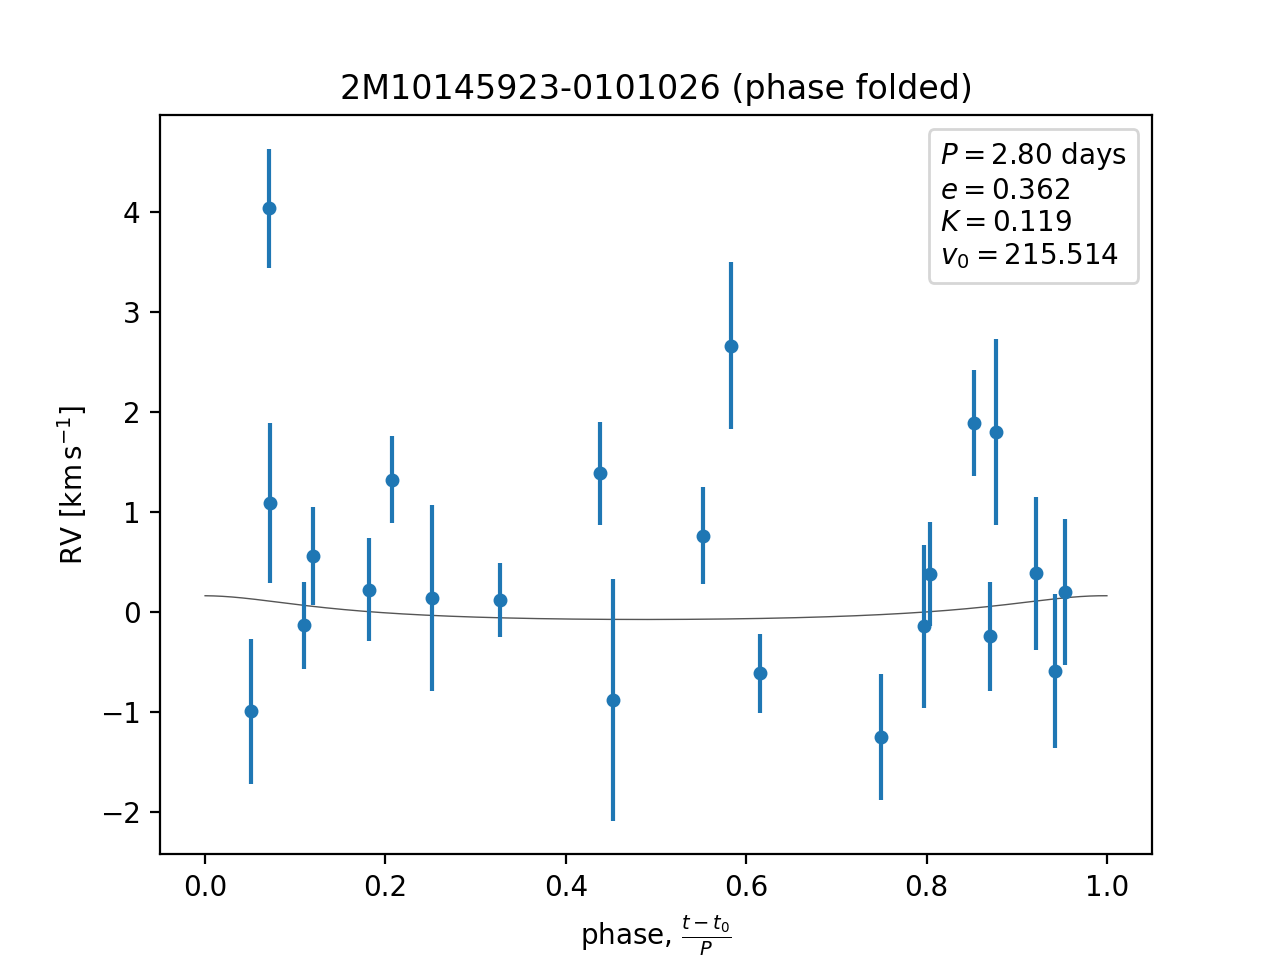 2M10145923-0101026 (phase folded)
P = 2.80 days
e = 0.362
K = 0.119
v₀ = 215.514
RV [km s⁻¹]
4
3
2
1
0
−1
−2
0.0 0.2 0.4 0.6 0.8 1.0
phase, (t − t₀)/P